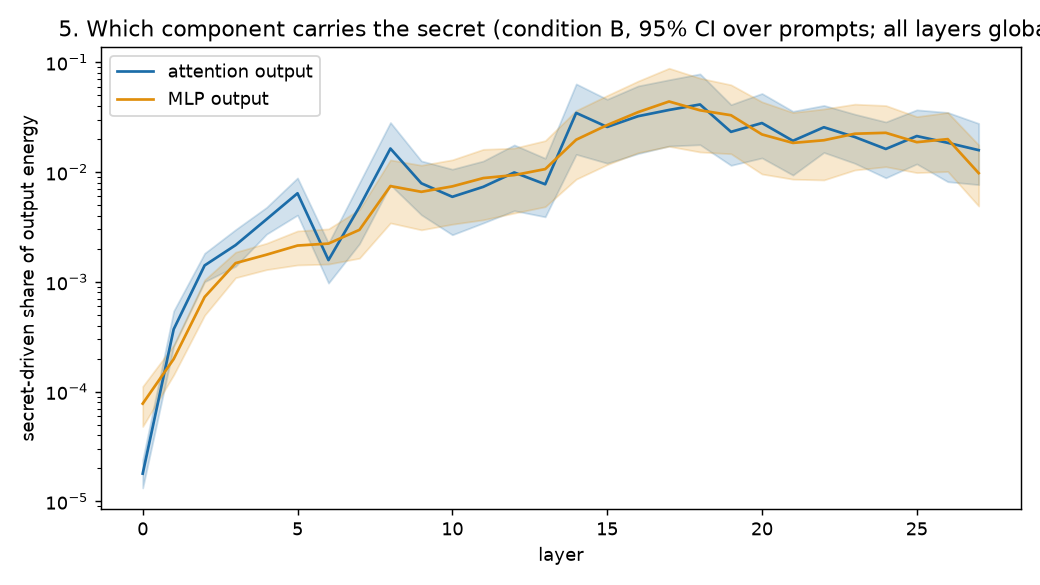 5. Which component carries the secret (condition B, 95% CI over prompts; all layers globa
attention output
MLP output
secret-driven share of output energy
10⁻¹
10⁻²
10⁻³
10⁻⁴
10⁻⁵
0 5 10 15 20 25
layer